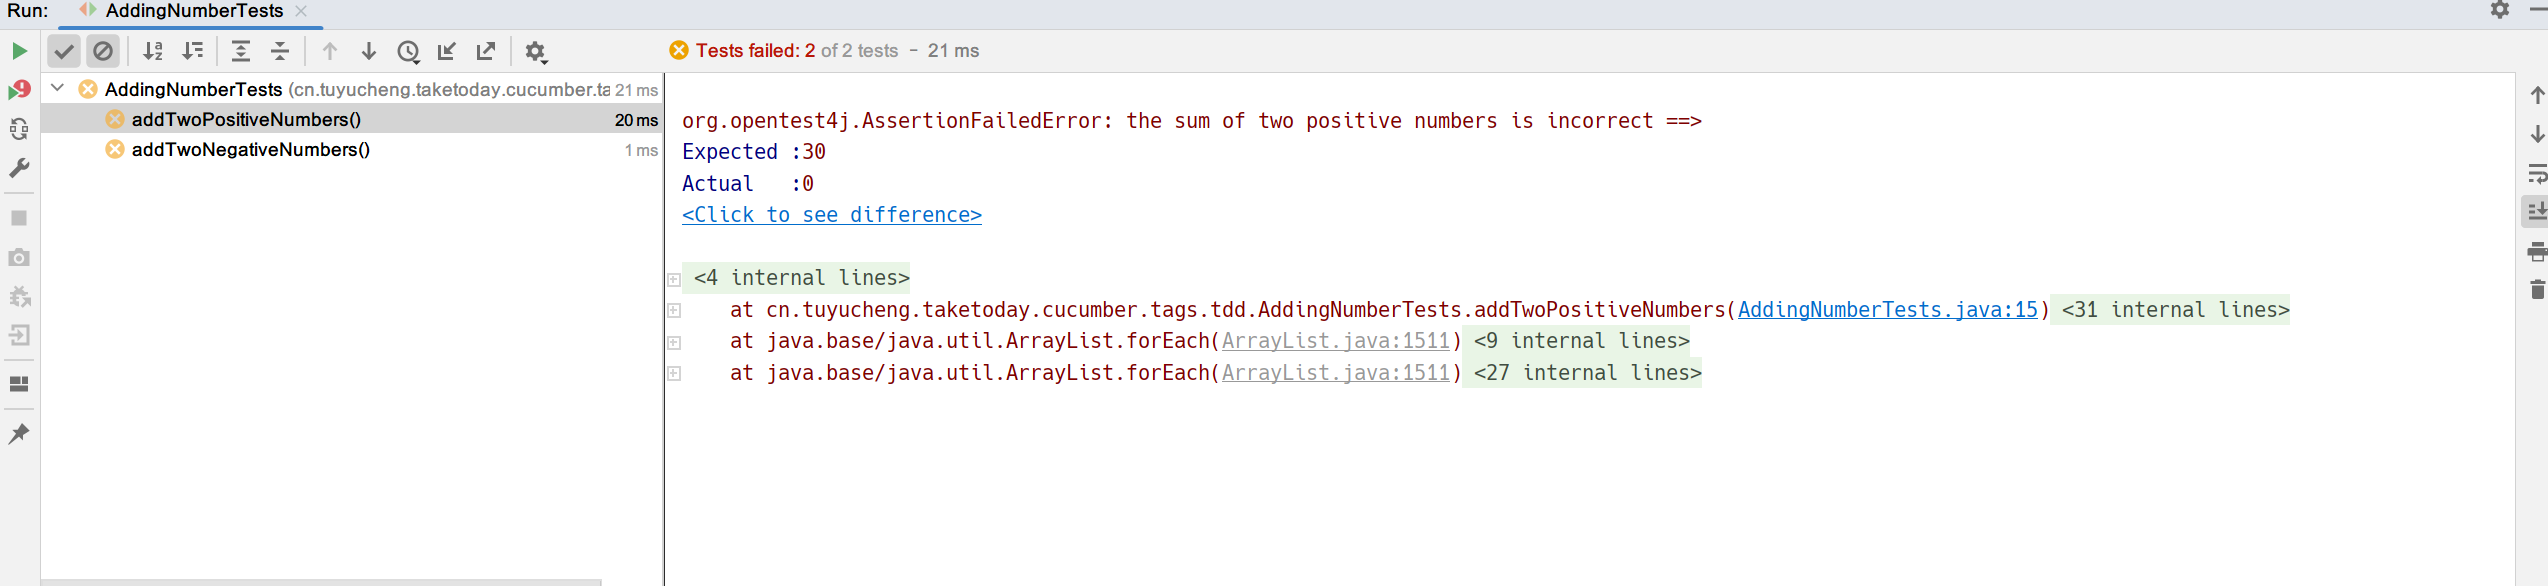 Run: AddingNumberTests
Tests failed: 2 of 2 tests – 21 ms
AddingNumberTests (cn.tuyucheng.taketoday.cucumber.ta 21 ms
addTwoPositiveNumbers() 20 ms
addTwoNegativeNumbers() 1 ms
org.opentest4j.AssertionFailedError: the sum of two positive numbers is incorrect ==>
Expected :30
Actual   :0
<Click to see difference>
<4 internal lines>
at cn.tuyucheng.taketoday.cucumber.tags.tdd.AddingNumberTests.addTwoPositiveNumbers(AddingNumberTests.java:15) <31 internal lines>
at java.base/java.util.ArrayList.forEach(ArrayList.java:1511) <9 internal lines>
at java.base/java.util.ArrayList.forEach(ArrayList.java:1511) <27 internal lines>